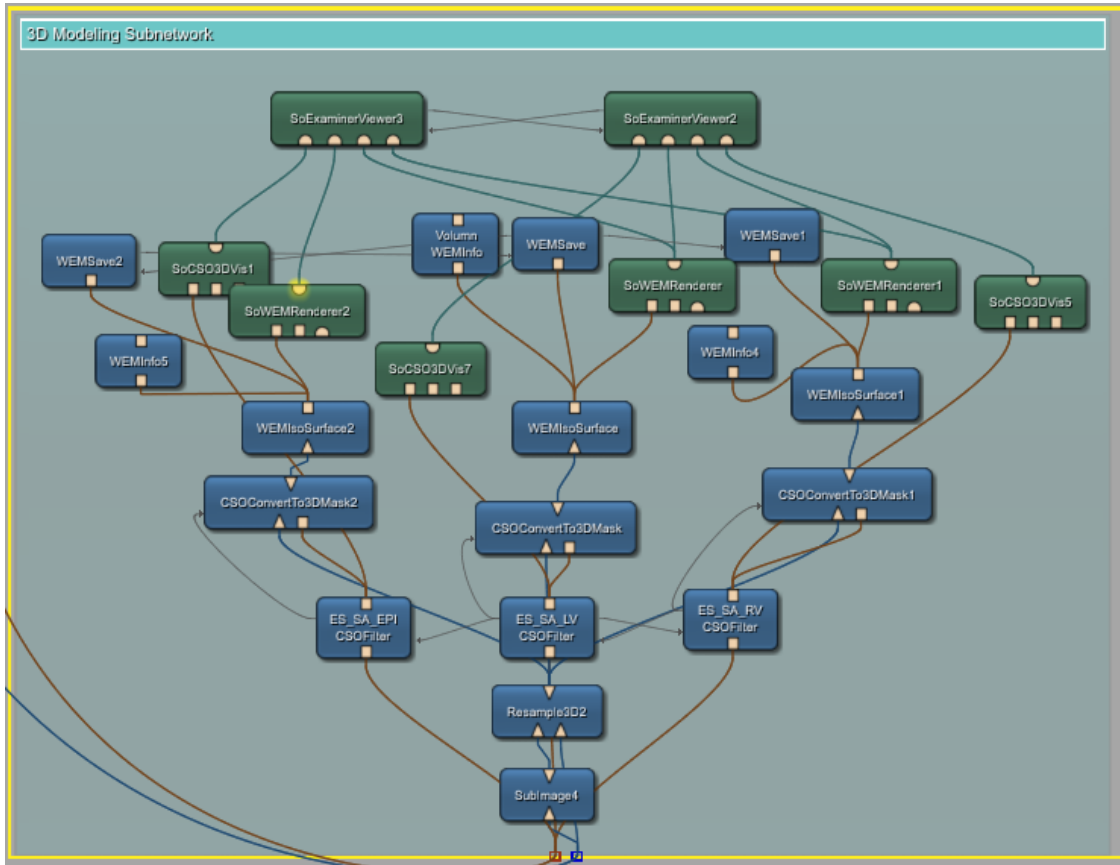 3D Modeling Subnetwork
SoExaminerViewer3
SoExaminerViewer2
WEMSave2
SoCSO3DVis1
Volumn
WEMInfo
WEMSave
WEMSave1
SoWEMRenderer2
SoWEMRenderer
SoWEMRenderer1
SoCSO3DVis5
WEMInfo5
SoCSO3DVis7
WEMInfo4
WEMIsoSurface2
WEMIsoSurface
WEMIsoSurface1
CSOConvertTo3DMask2
CSOConvertTo3DMask
CSOConvertTo3DMask1
ES_SA_EPI
CSOFilter
ES_SA_LV
CSOFilter
ES_SA_RV
CSOFilter
Resample3D2
SubImage4